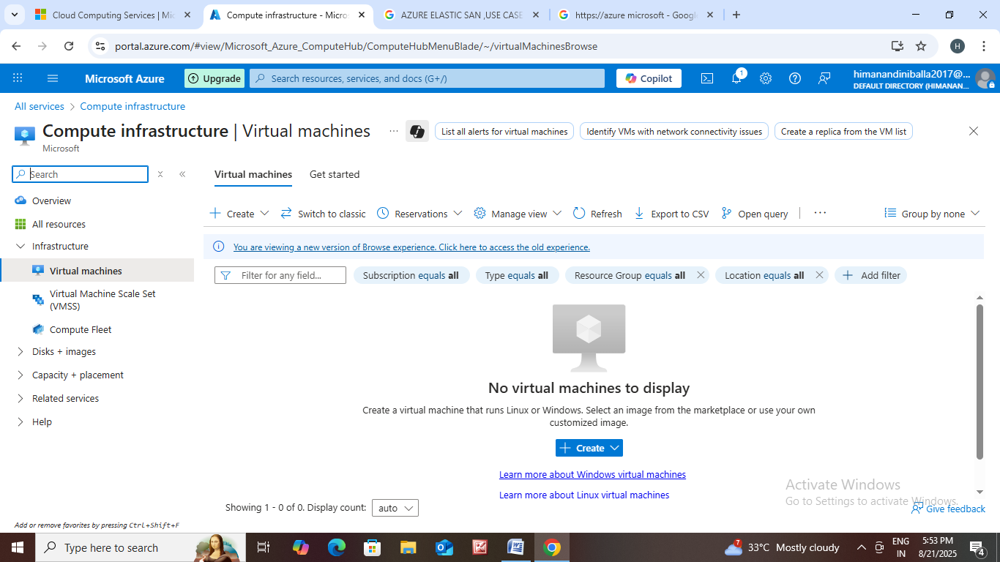 Cloud Computing Services | Mic
Compute infrastructure - Micros
AZURE ELASTIC SAN ,USE CASE
https://azure microsoft - Google
portal.azure.com/#view/Microsoft_Azure_ComputeHub/ComputeHubMenuBlade/~/virtualMachinesBrowse
H
Microsoft Azure
Upgrade
Search resources, services, and docs (G+/)
Copilot
1
himanandiniballa2017@...
DEFAULT DIRECTORY (HIMANAN...
All services > Compute infrastructure
Compute infrastructure | Virtual machines
...
List all alerts for virtual machines
Identify VMs with network connectivity issues
Create a replica from the VM list
Microsoft
Search
Virtual machines
Get started
Overview
All resources
Infrastructure
Virtual machines
Virtual Machine Scale Set
(VMSS)
Compute Fleet
Disks + images
Capacity + placement
Related services
Help
Create
Switch to classic
Reservations
Manage view
Refresh
Export to CSV
Open query
...
Group by none
You are viewing a new version of Browse experience. Click here to access the old experience.
Filter for any field...
Subscription equals all
Type equals all
Resource Group equals all
Location equals all
Add filter
No virtual machines to display
Create a virtual machine that runs Linux or Windows. Select an image from the marketplace or use your own
customized image.
Create
Learn more about Windows virtual machines
Learn more about Linux virtual machines
Activate Windows
Go to Settings to activate Windows.
Showing 1 - 0 of 0. Display count:
auto
Give feedback
Add or remove favorites by pressing Ctrl+Shift+F
Type here to search
7
33°C Mostly cloudy
ENG
IN
5:53 PM
8/21/2025
4